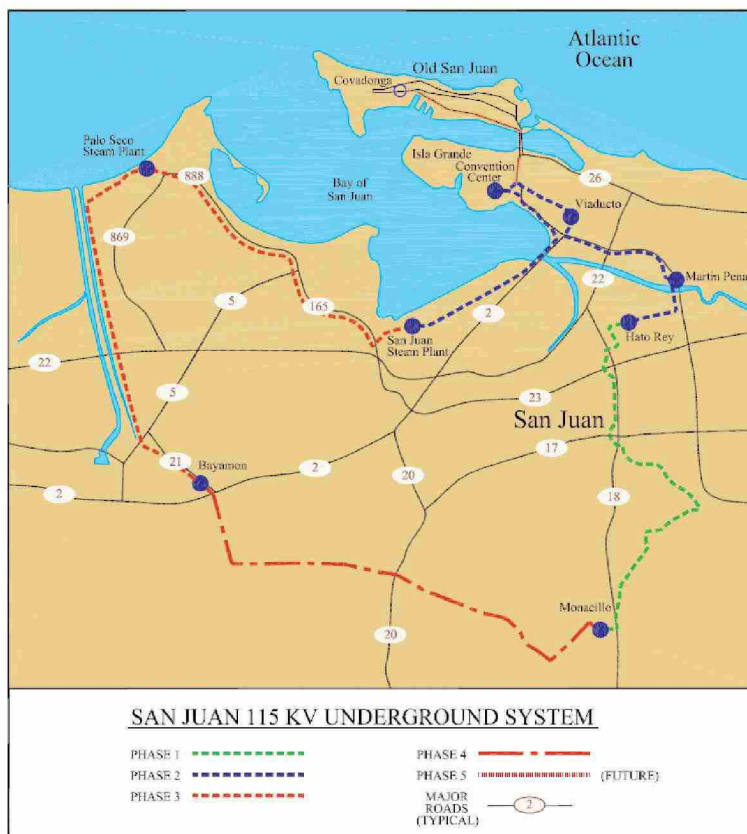 Atlantic
Ocean
Old San Juan
Covadonga
Palo Seco
Steam Plant
Isla Grande
Convention
Center
888
Bay of
San Juan
26
Viaducto
869
22
Martin Pena
5
165
2
San Juan
Steam Plant
Hato Rey
22
23
5
San Juan
21
Bayamon
2
17
20
2
18
Monacillo
20
SAN JUAN 115 KV UNDERGROUND SYSTEM
PHASE 1
PHASE 2
PHASE 3
PHASE 4
PHASE 5
(FUTURE)
MAJOR
ROADS
(TYPICAL)
2